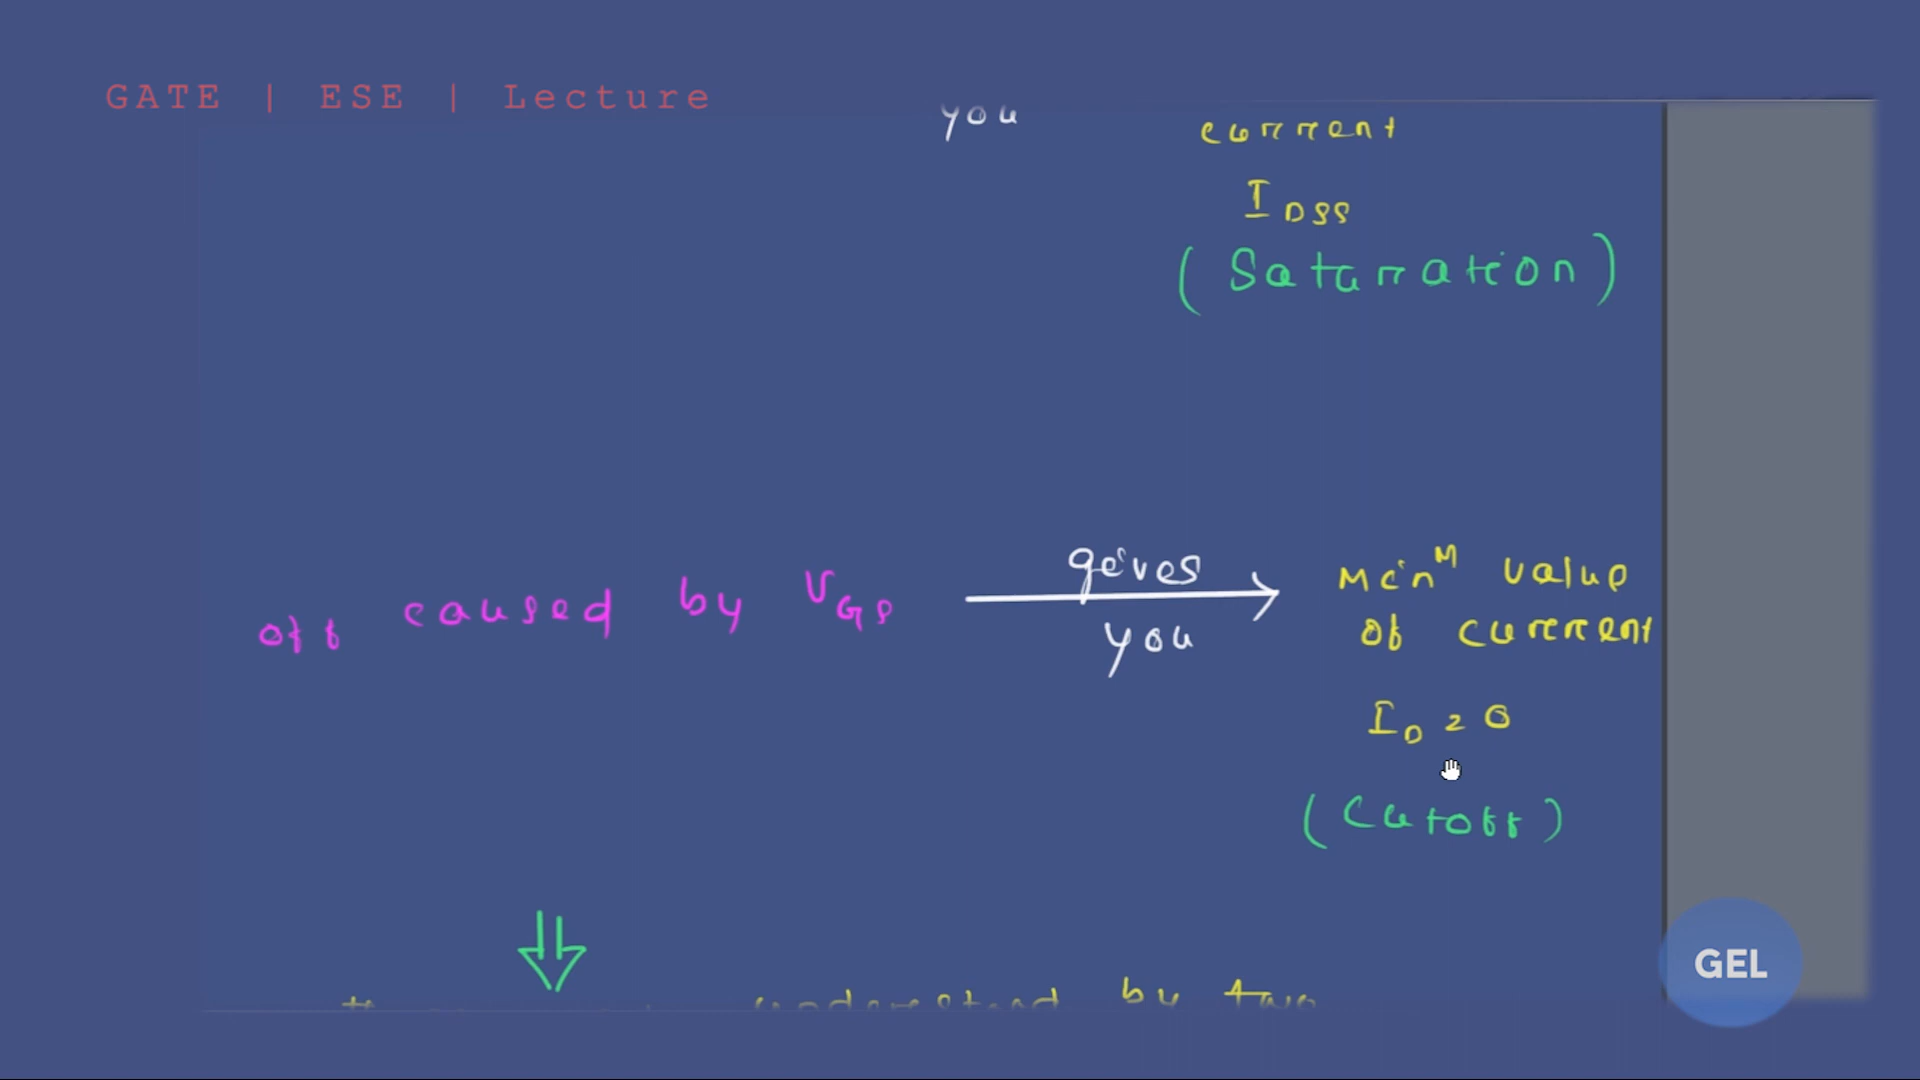 GATE | ESE | Lecture
you
current
IDSS
(Saturation)
off caused by VGS
gives
you
Minᴹ value
of current
ID = 0
(Cutoff)
understand by two
GEL